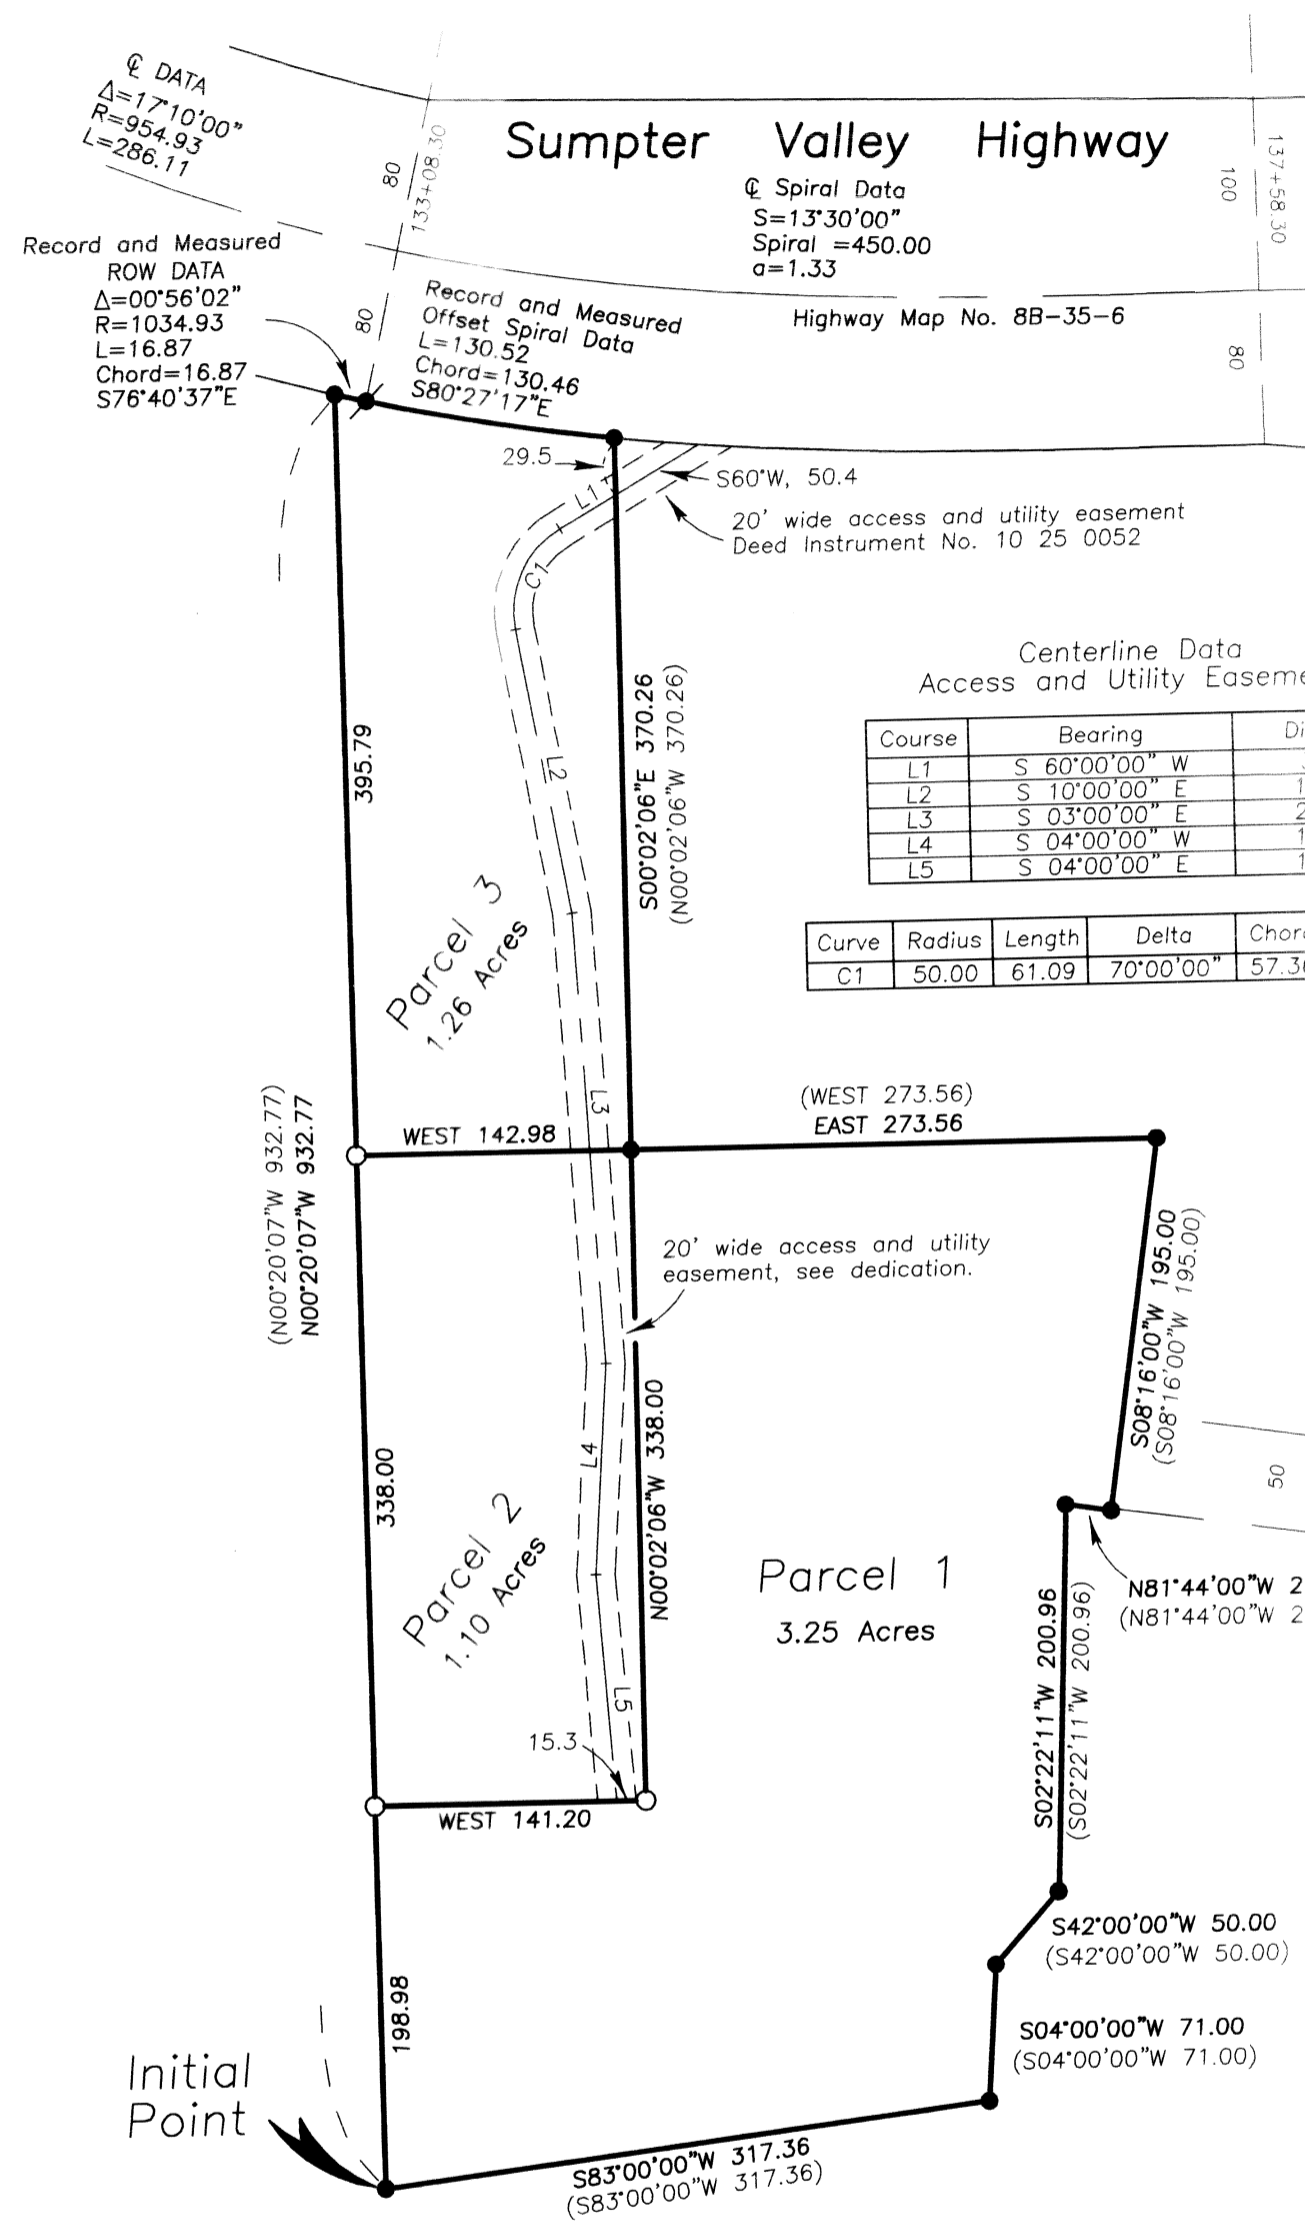 ℄ DATA
Δ=17°10'00"
R=954.93
L=286.11
80
133+08.30
Sumpter Valley Highway
℄ Spiral Data
S=13°30'00"
Spiral =450.00
a=1.33
100
137+58.30
Record and Measured
ROW DATA
Δ=00°56'02"
R=1034.93
L=16.87
Chord=16.87
S76°40'37"E
80
Record and Measured
Offset Spiral Data
L=130.52
Chord=130.46
S80°27'17"E
Highway Map No. 8B-35-6
80
29.5
L1
S60°W, 50.4
20' wide access and utility easement
Deed Instrument No. 10 25 0052
C1
Centerline Data
Access and Utility Easeme
Course Bearing Di
L1 S 60°00'00" W
L2 S 10°00'00" E 1
L3 S 03°00'00" E 2
L4 S 04°00'00" W 1
L5 S 04°00'00" E 1
395.79
L2
S00°02'06"E 370.26
(N00°02'06"W 370.26)
Curve Radius Length Delta Chor
C1 50.00 61.09 70°00'00" 57.36
Parcel 3
1.26 Acres
(N00°20'07"W 932.77)
N00°20'07"W 932.77
L3
WEST 142.98
(WEST 273.56)
EAST 273.56
20' wide access and utility
easement, see dedication.
S08°16'00"W 195.00
(S08°16'00"W 195.00)
338.00
L4
N00°02'06"W 338.00
50
Parcel 2
1.10 Acres
Parcel 1
3.25 Acres
N81°44'00"W 2
(N81°44'00"W 2
S02°22'11"W 200.96
(S02°22'11"W 200.96)
L5
15.3
WEST 141.20
S42°00'00"W 50.00
(S42°00'00"W 50.00)
198.98
S04°00'00"W 71.00
(S04°00'00"W 71.00)
Initial
Point
S83°00'00"W 317.36
(S83°00'00"W 317.36)